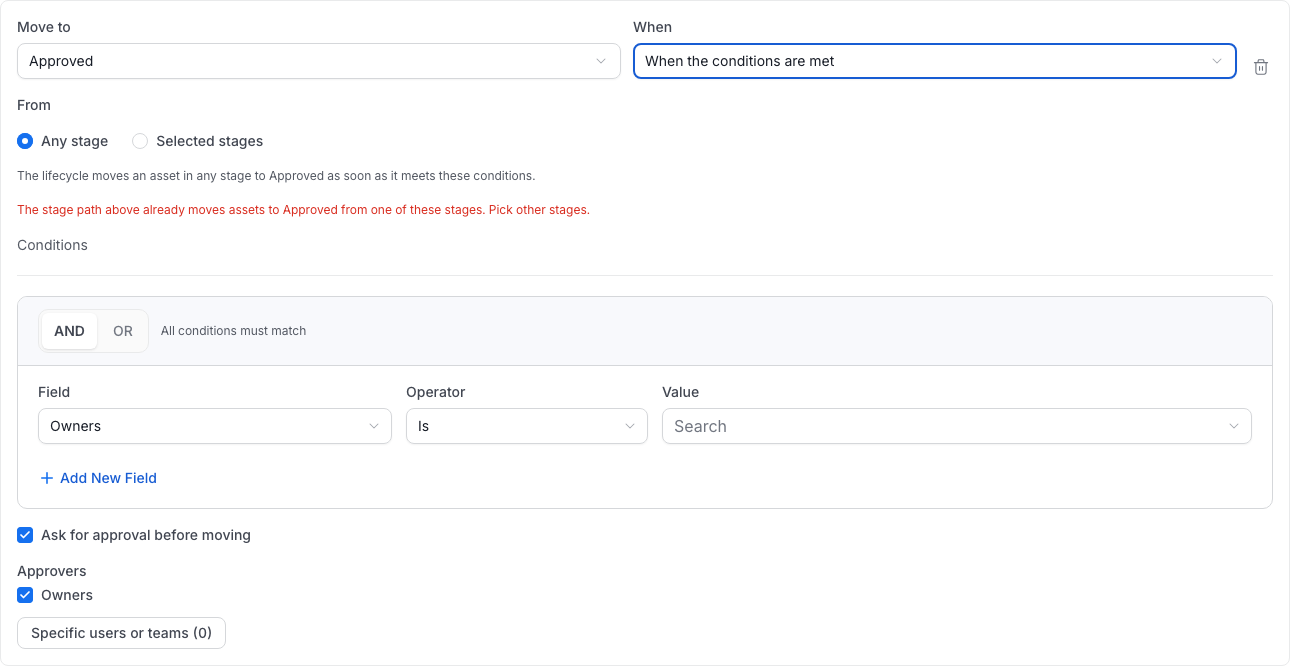 Move to
When
Approved
When the conditions are met
From
Any stage
Selected stages
The lifecycle moves an asset in any stage to Approved as soon as it meets these conditions.
The stage path above already moves assets to Approved from one of these stages. Pick other stages.
Conditions
AND
OR
All conditions must match
Field
Operator
Value
Owners
Is
Search
Add New Field
Ask for approval before moving
Approvers
Owners
Specific users or teams (0)